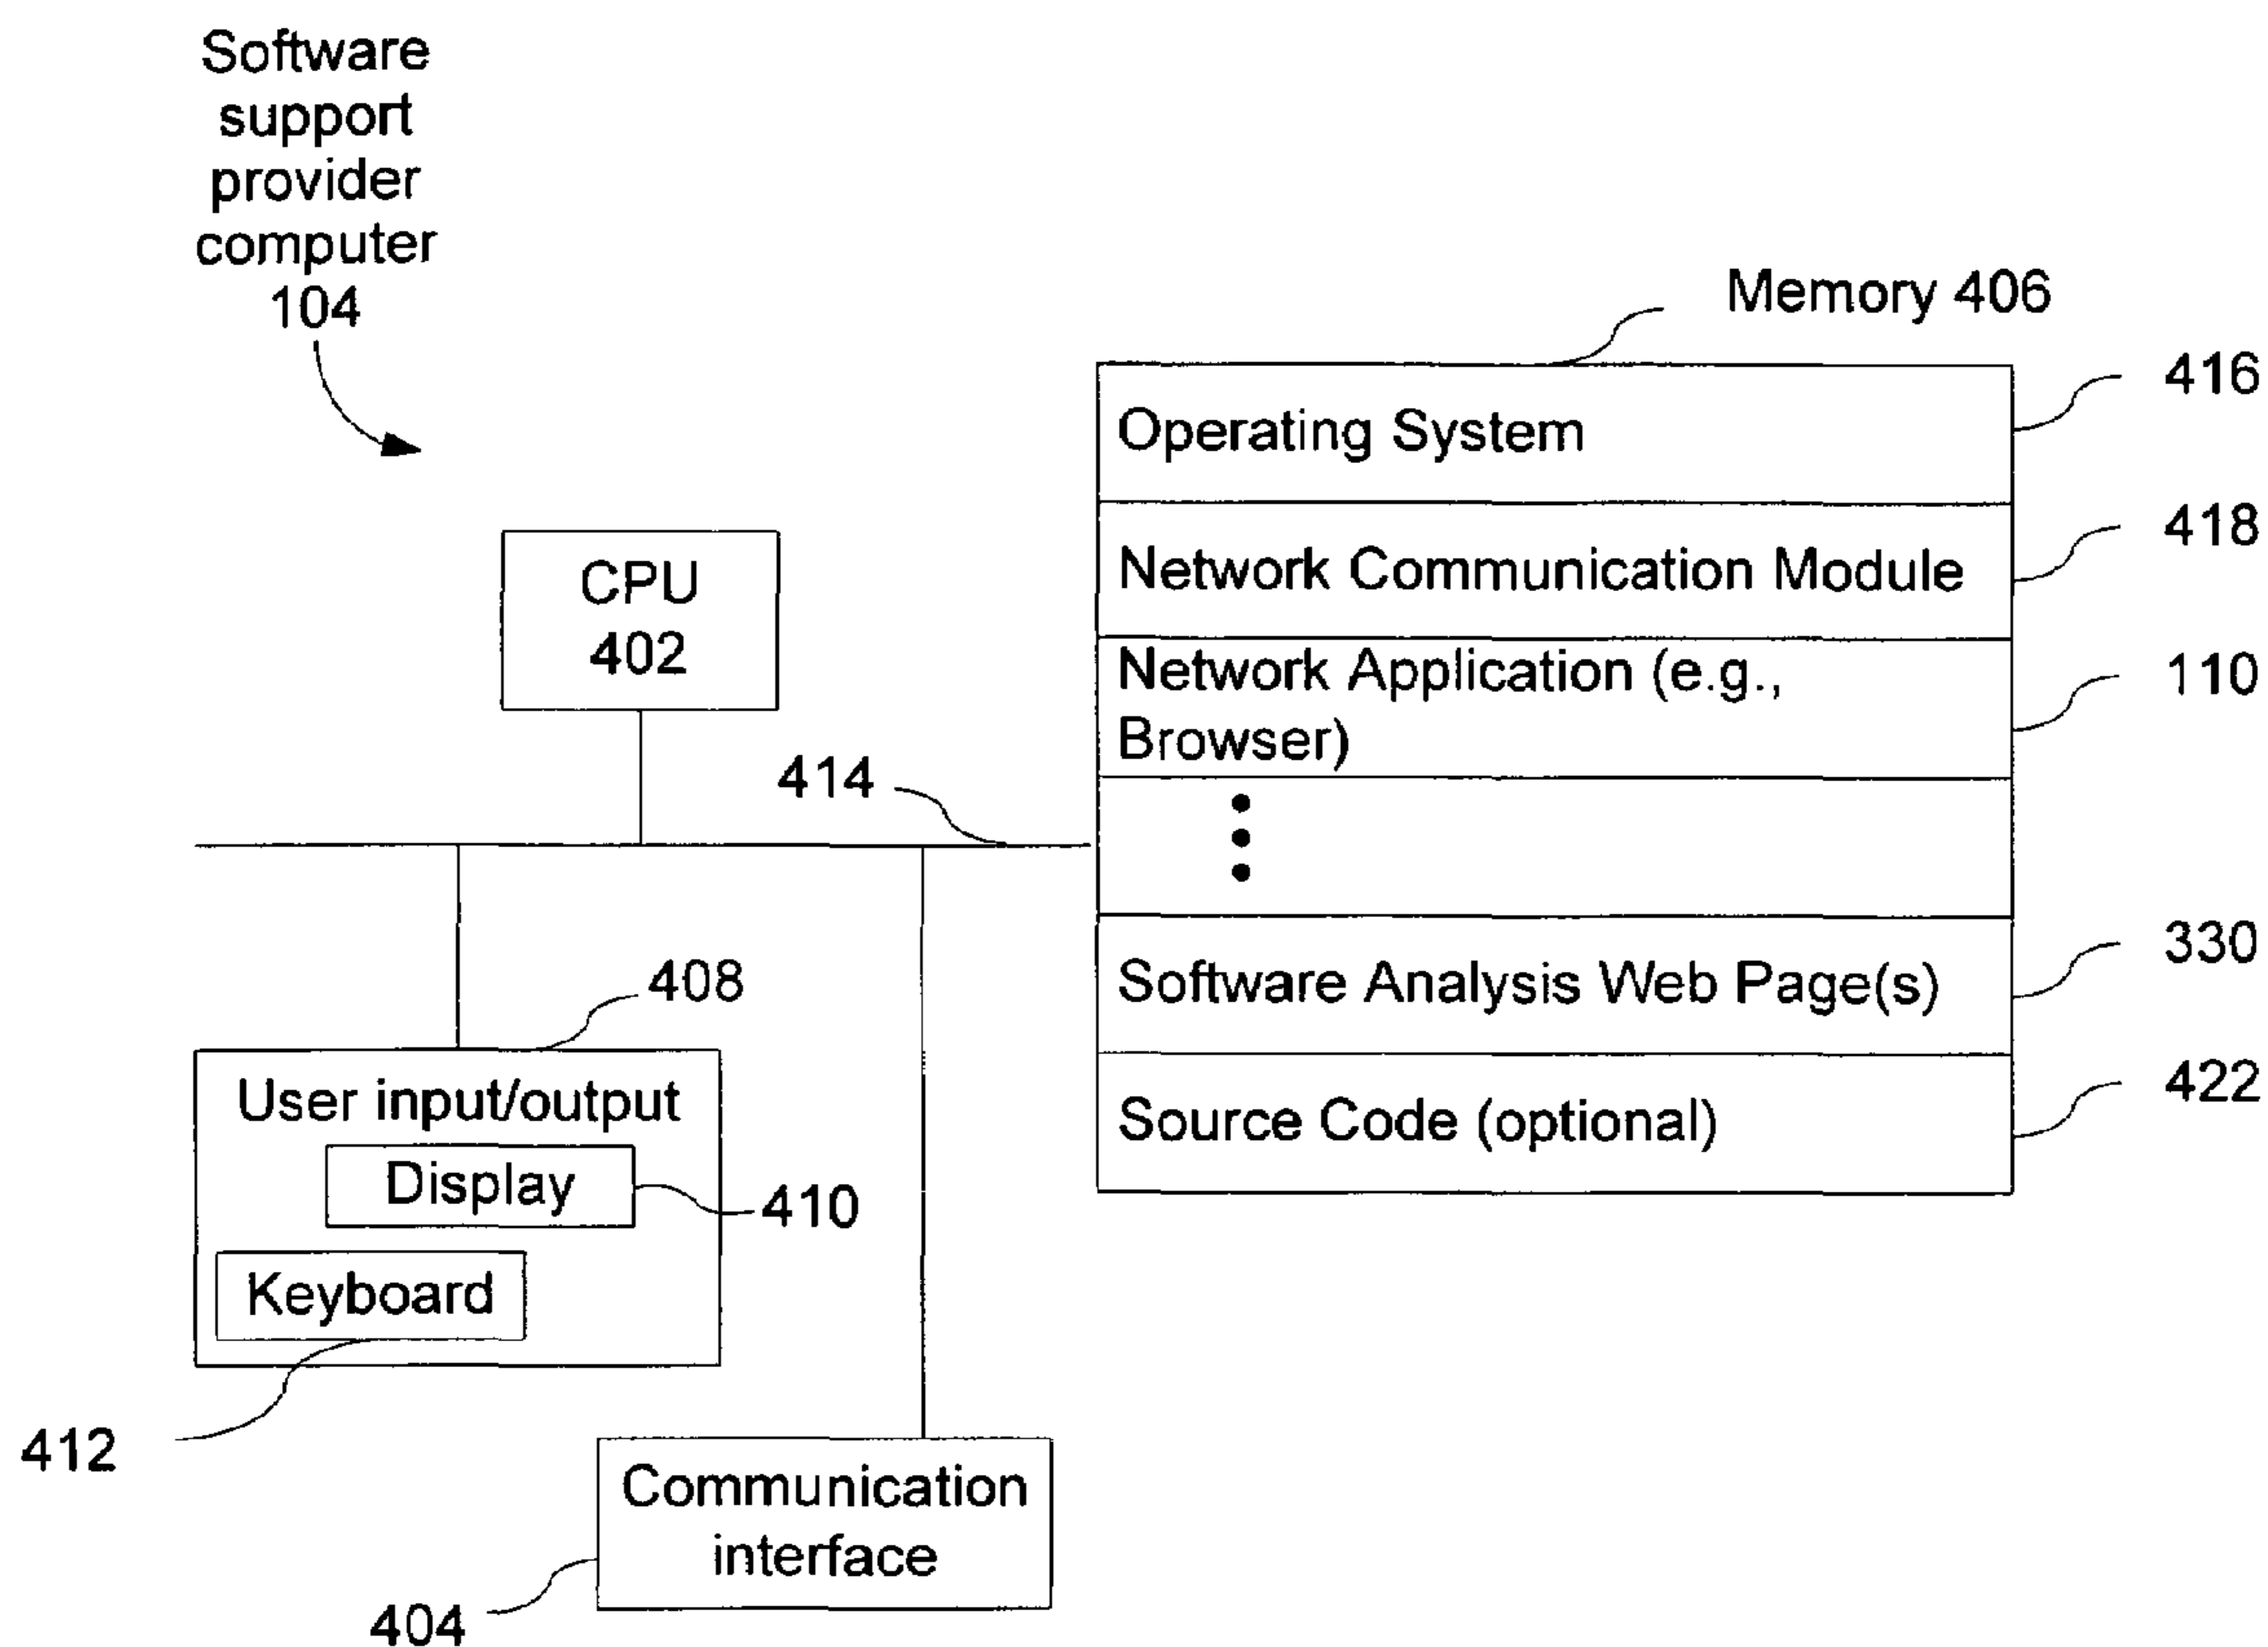 Software
support
provider
computer
104
Memory 406
416
Operating System
418
Network Communication Module
CPU
402
110
Network Application (e.g.,
Browser)
414
330
Software Analysis Web Page(s)
408
422
Source Code (optional)
User input/output
Display
410
Keyboard
412
Communication
interface
404